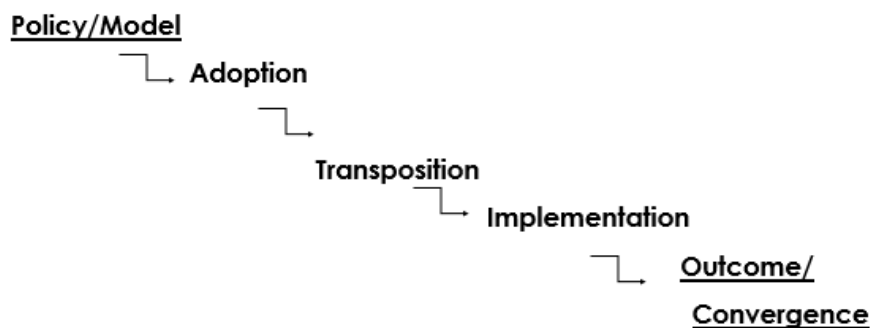 Policy/Model
Adoption
Transposition
Implementation
Outcome/
Convergence